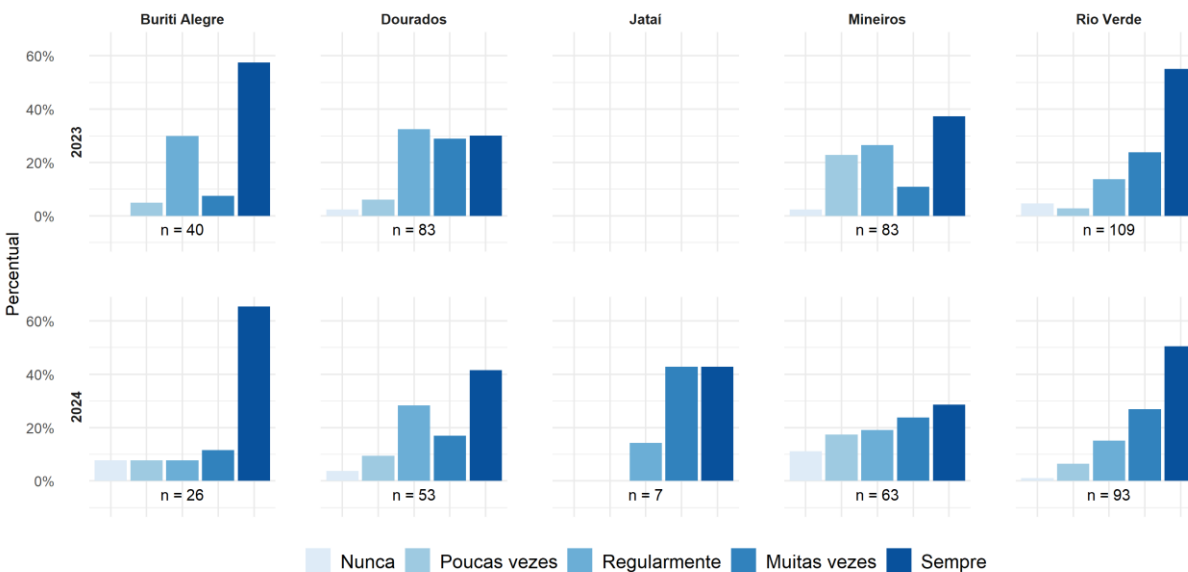 Buriti Alegre Dourados Jataí Mineiros Rio Verde
60%
40%
20%
0%
2023
n = 40 n = 83 n = 83 n = 109
Percentual
60%
40%
20%
0%
2024
n = 26 n = 53 n = 7 n = 63 n = 93
Nunca Poucas vezes Regularmente Muitas vezes Sempre